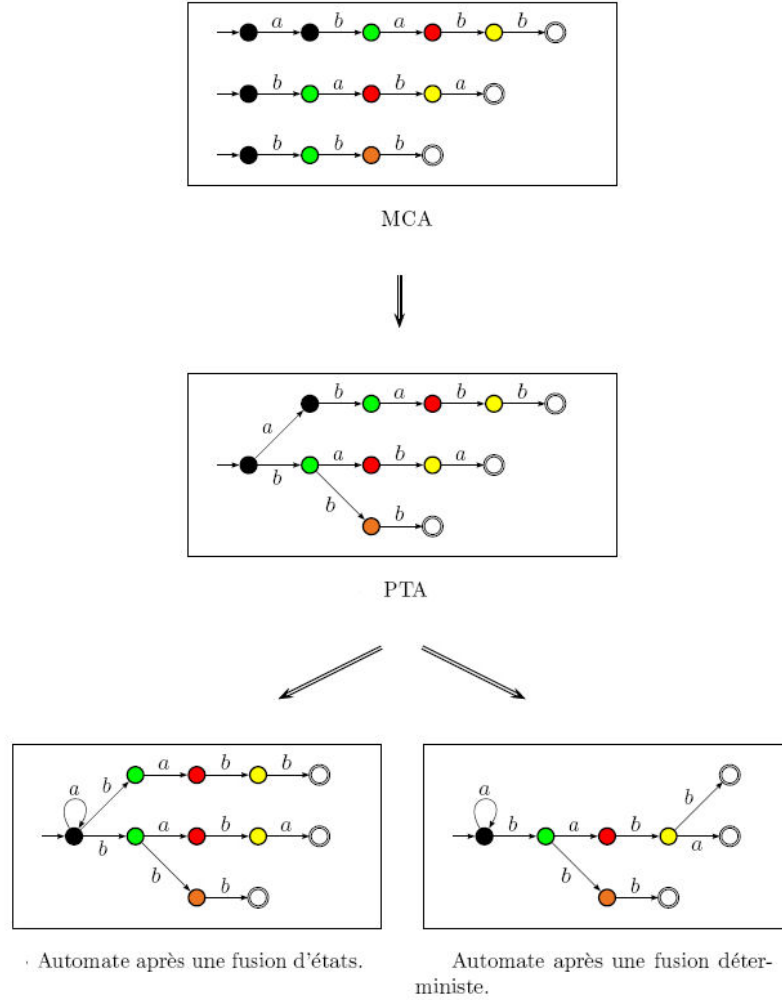 a b a b b
b a b a
b b b
MCA
b a b b
a
b a b a
b b
PTA
a b a b b
b a b a
b b
a b
b a b a
b b
· Automate après une fusion d'états.
Automate après une fusion déter-
ministe.